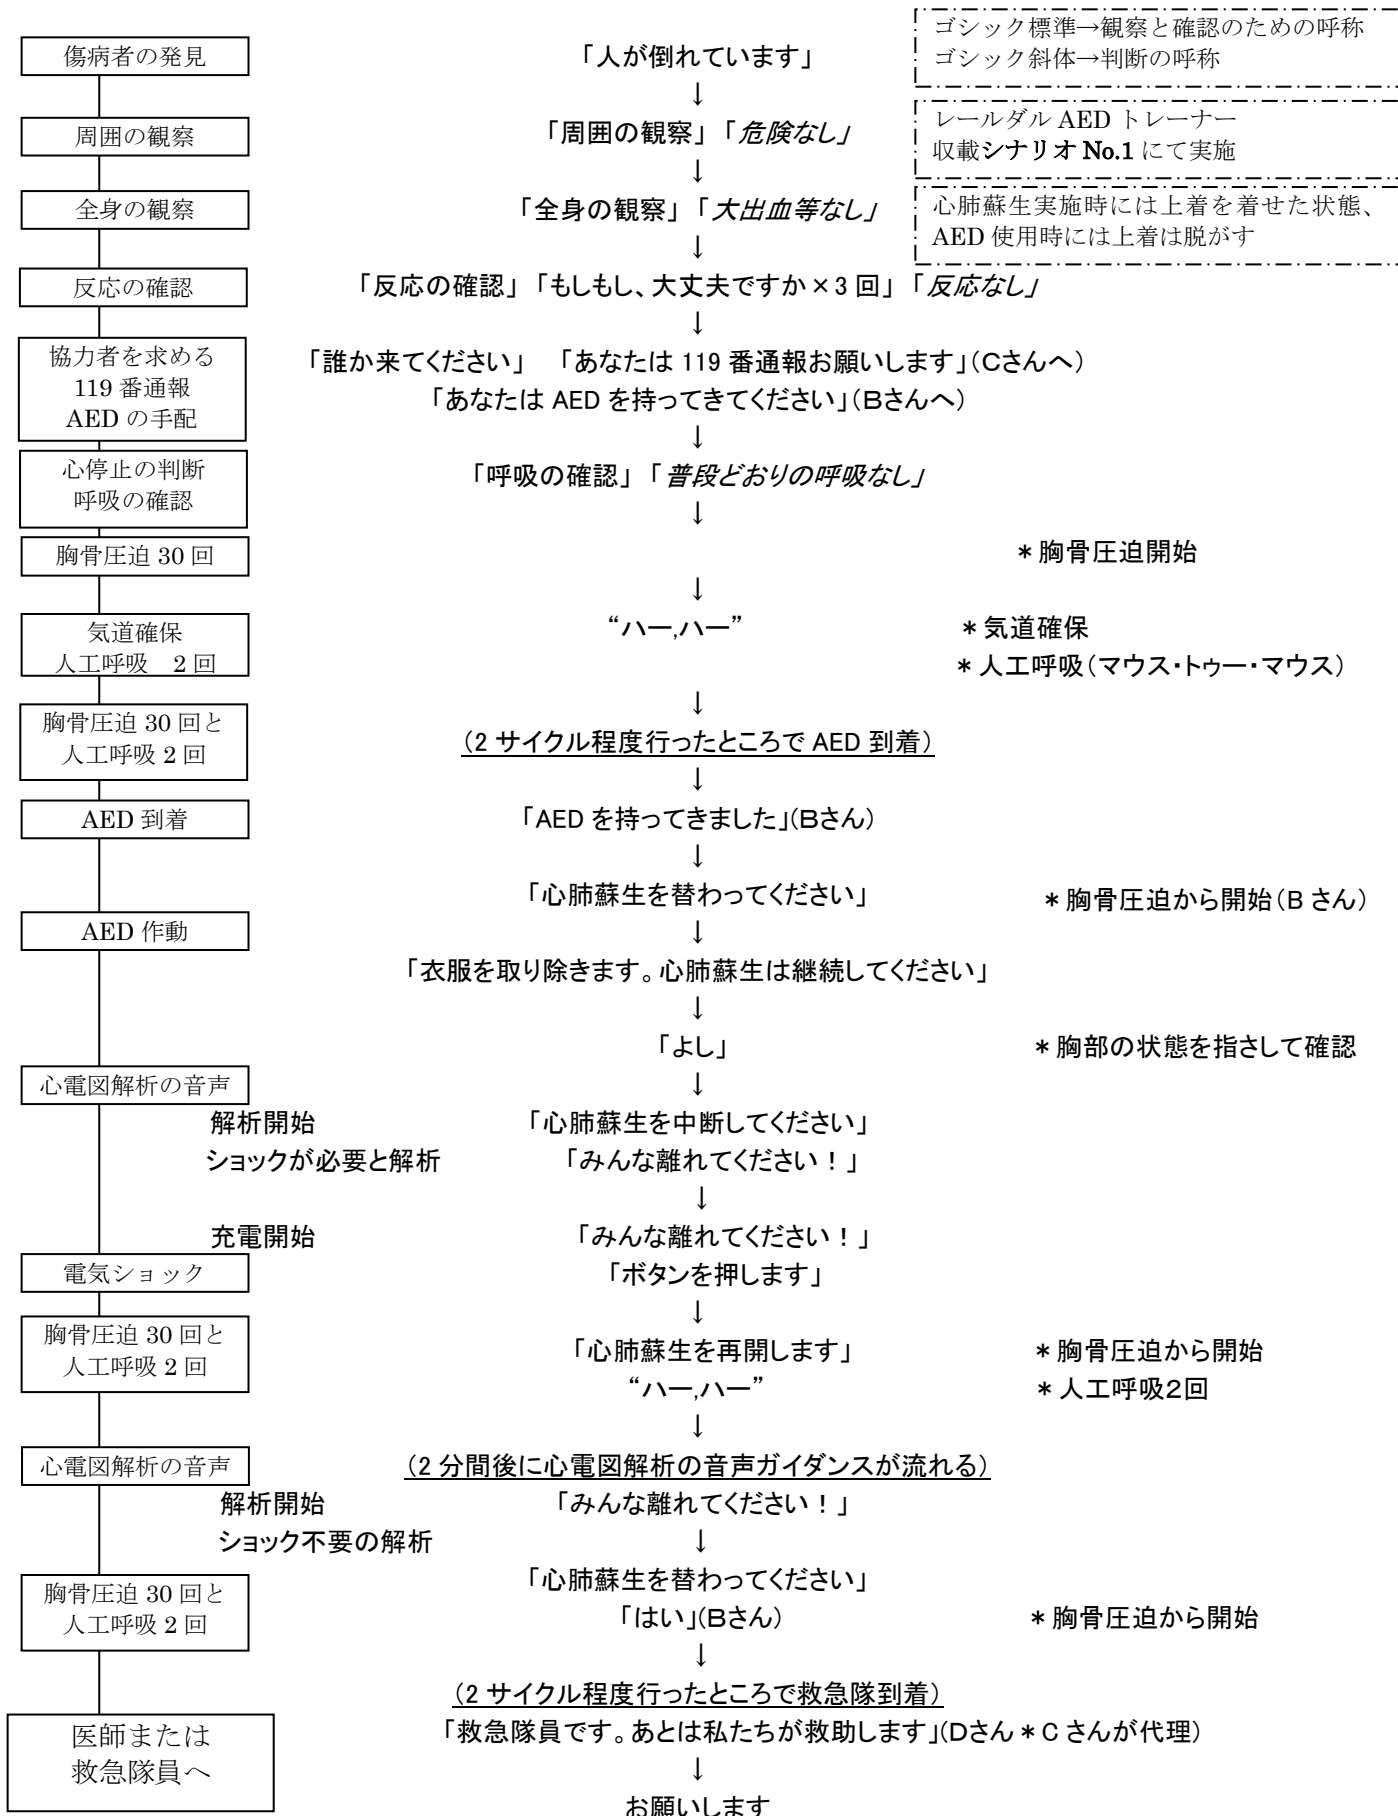 ゴシック標準→観察と確認のための呼称
ゴシック斜体→判断の呼称
傷病者の発見
「人が倒れています」
↓
レールダル AED トレーナー
収載シナリオ No.1 にて実施
周囲の観察
「周囲の観察」「危険なし」
↓
心肺蘇生実施時には上着を着せた状態、
AED 使用時には上着は脱がす
全身の観察
「全身の観察」「大出血等なし」
↓
反応の確認
「反応の確認」「もしもし、大丈夫ですか×3 回」「反応なし」
↓
協力者を求める
119 番通報
AED の手配
「誰か来てください」　「あなたは 119 番通報お願いします」（Cさんへ）
「あなたは AED を持ってきてください」（Bさんへ）
↓
心停止の判断
呼吸の確認
「呼吸の確認」「普段どおりの呼吸なし」
↓
胸骨圧迫 30 回
＊胸骨圧迫開始
↓
気道確保
人工呼吸　2 回
“ハー,ハー”
＊気道確保
＊人工呼吸（マウス・トゥー・マウス）
↓
胸骨圧迫 30 回と
人工呼吸 2 回
（2 サイクル程度行ったところで AED 到着）
↓
AED 到着
「AED を持ってきました」（Bさん）
↓
「心肺蘇生を替わってください」
＊胸骨圧迫から開始（B さん）
AED 作動
↓
「衣服を取り除きます。心肺蘇生は継続してください」
↓
「よし」
＊胸部の状態を指さして確認
↓
心電図解析の音声
解析開始
「心肺蘇生を中断してください」
ショックが必要と解析
「みんな離れてください！」
↓
充電開始
「みんな離れてください！」
電気ショック
「ボタンを押します」
↓
胸骨圧迫 30 回と
人工呼吸 2 回
「心肺蘇生を再開します」
＊胸骨圧迫から開始
“ハー,ハー”
＊人工呼吸２回
↓
心電図解析の音声
（2 分間後に心電図解析の音声ガイダンスが流れる）
解析開始
「みんな離れてください！」
ショック不要の解析
↓
胸骨圧迫 30 回と
人工呼吸 2 回
「心肺蘇生を替わってください」
「はい」（Bさん）
＊胸骨圧迫から開始
↓
（2 サイクル程度行ったところで救急隊到着）
医師または
救急隊員へ
「救急隊員です。あとは私たちが救助します」（Dさん＊C さんが代理）
↓
お願いします